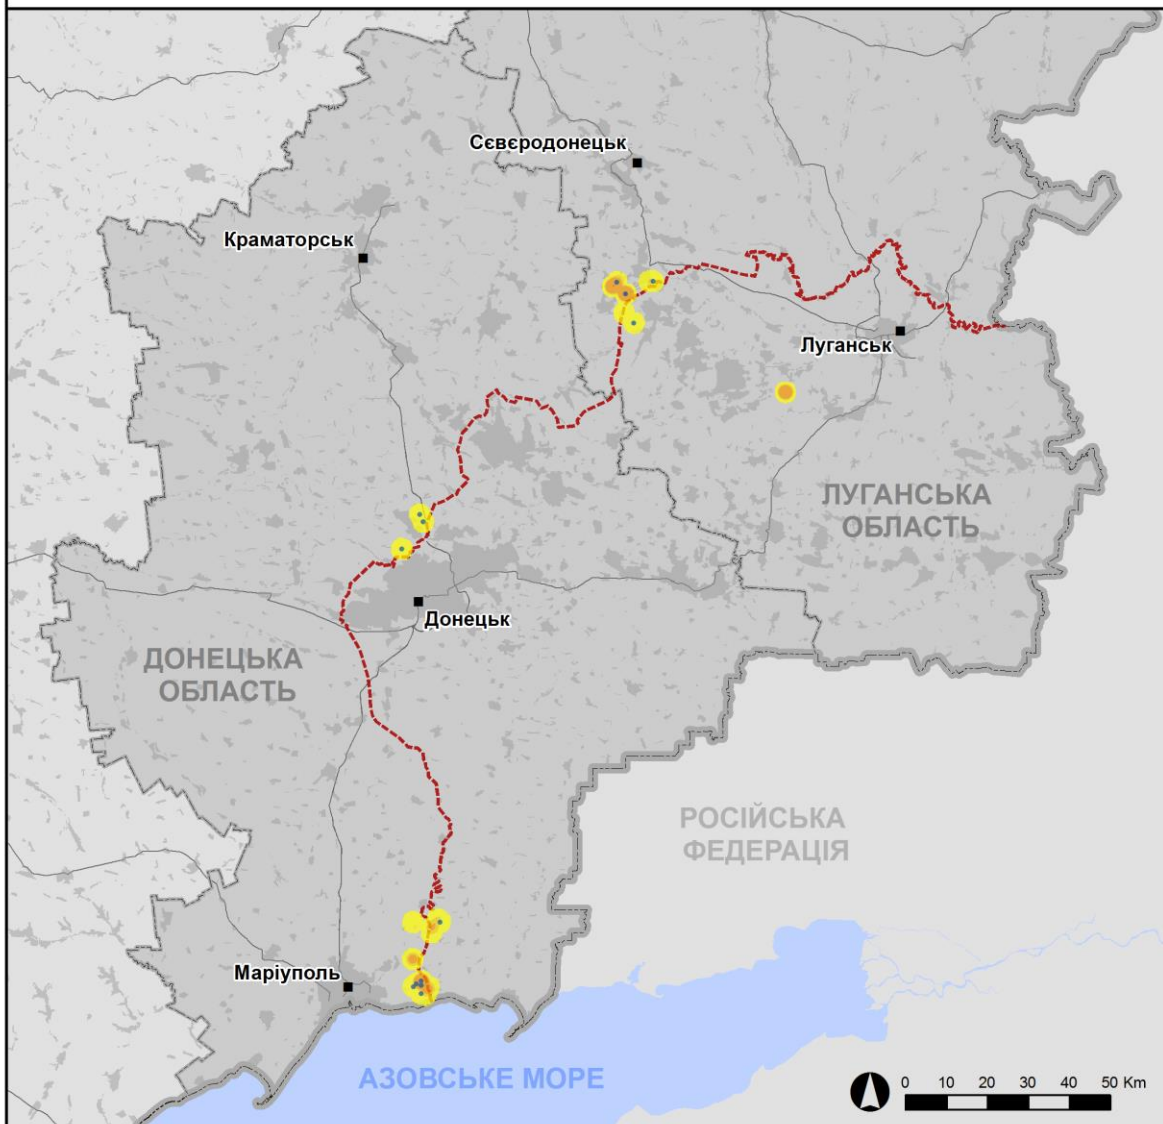 Сєвєродонецьк
Краматорськ
Луганськ
ЛУГАНСЬКА
ОБЛАСТЬ
Донецьк
ДОНЕЦЬКА
ОБЛАСТЬ
РОСІЙСЬКА
ФЕДЕРАЦІЯ
Маріуполь
АЗОВСЬКЕ МОРЕ
0 10 20 30 40 50 Km